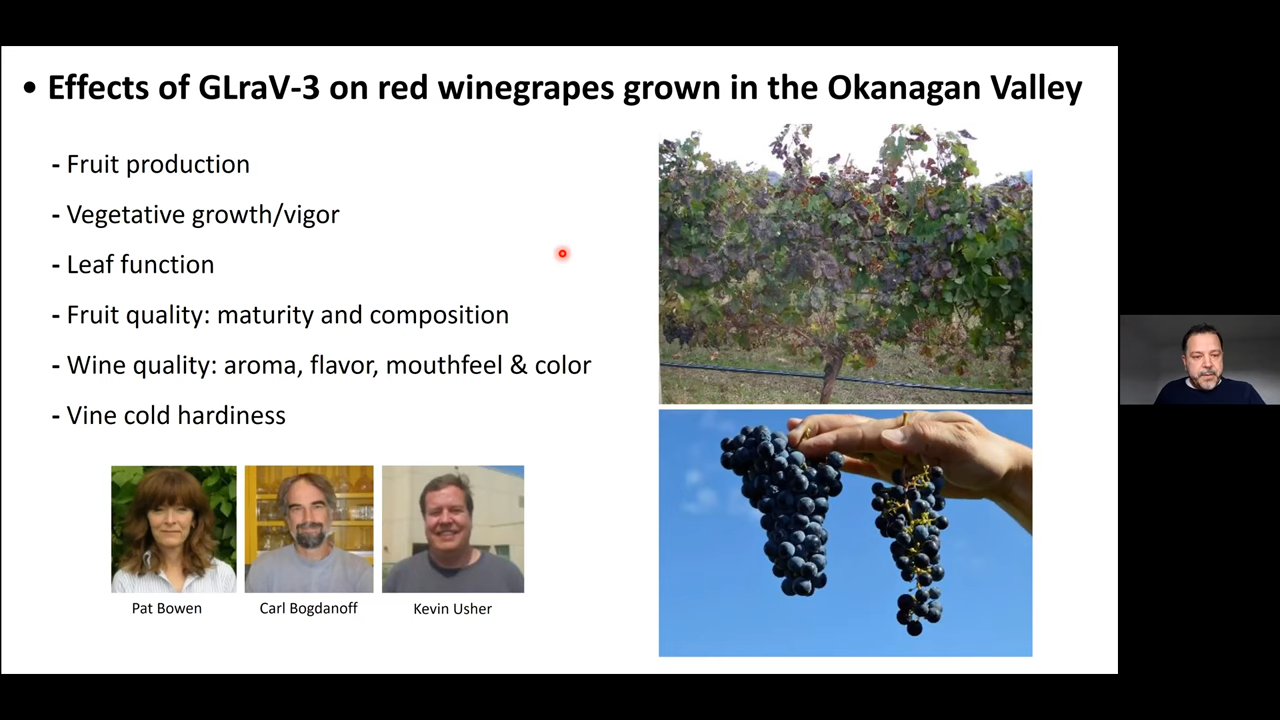 • Effects of GLraV-3 on red winegrapes grown in the Okanagan Valley
- Fruit production
- Vegetative growth/vigor
- Leaf function
- Fruit quality: maturity and composition
- Wine quality: aroma, flavor, mouthfeel & color
- Vine cold hardiness
Pat Bowen
Carl Bogdanoff
Kevin Usher